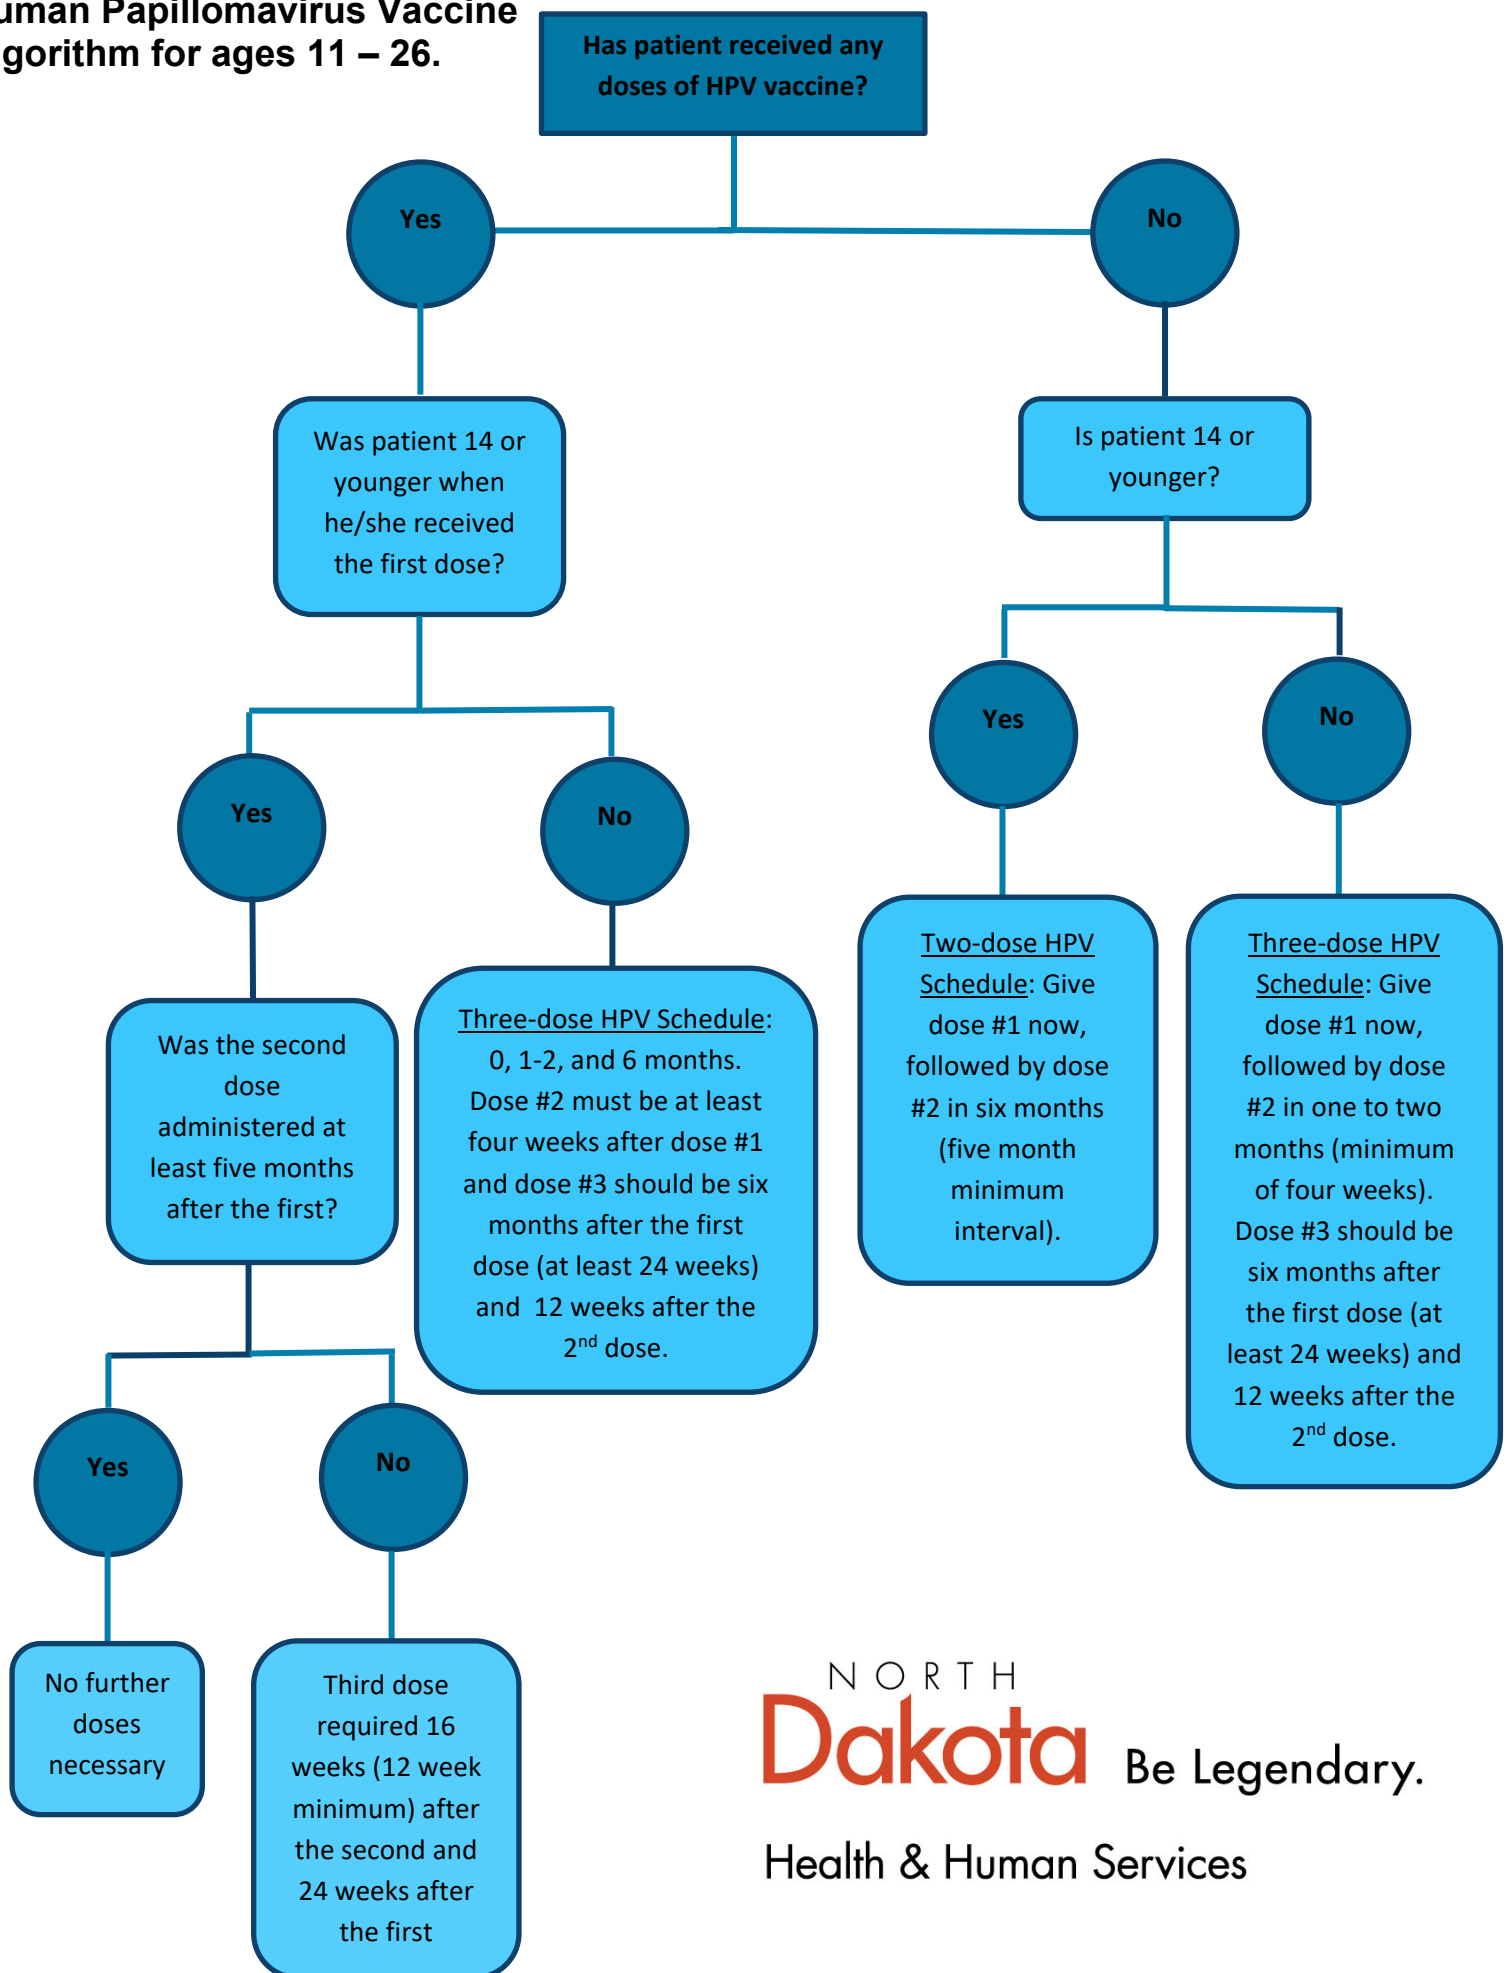 uman Papillomavirus Vaccine
gorithm for ages 11 – 26.
Has patient received any
doses of HPV vaccine?
Yes
No
Was patient 14 or
younger when
he/she received
the first dose?
Is patient 14 or
younger?
Yes
No
Yes
No
Two-dose HPV
Schedule: Give
dose #1 now,
followed by dose
#2 in six months
(five month
minimum
interval).
Three-dose HPV
Schedule: Give
dose #1 now,
followed by dose
#2 in one to two
months (minimum
of four weeks).
Dose #3 should be
six months after
the first dose (at
least 24 weeks) and
12 weeks after the
2nd dose.
Was the second
dose
administered at
least five months
after the first?
Three-dose HPV Schedule:
0, 1-2, and 6 months.
Dose #2 must be at least
four weeks after dose #1
and dose #3 should be six
months after the first
dose (at least 24 weeks)
and 12 weeks after the
2nd dose.
Yes
No
No further
doses
necessary
Third dose
required 16
weeks (12 week
minimum) after
the second and
24 weeks after
the first
NORTH
Dakota Be Legendary.
Health & Human Services